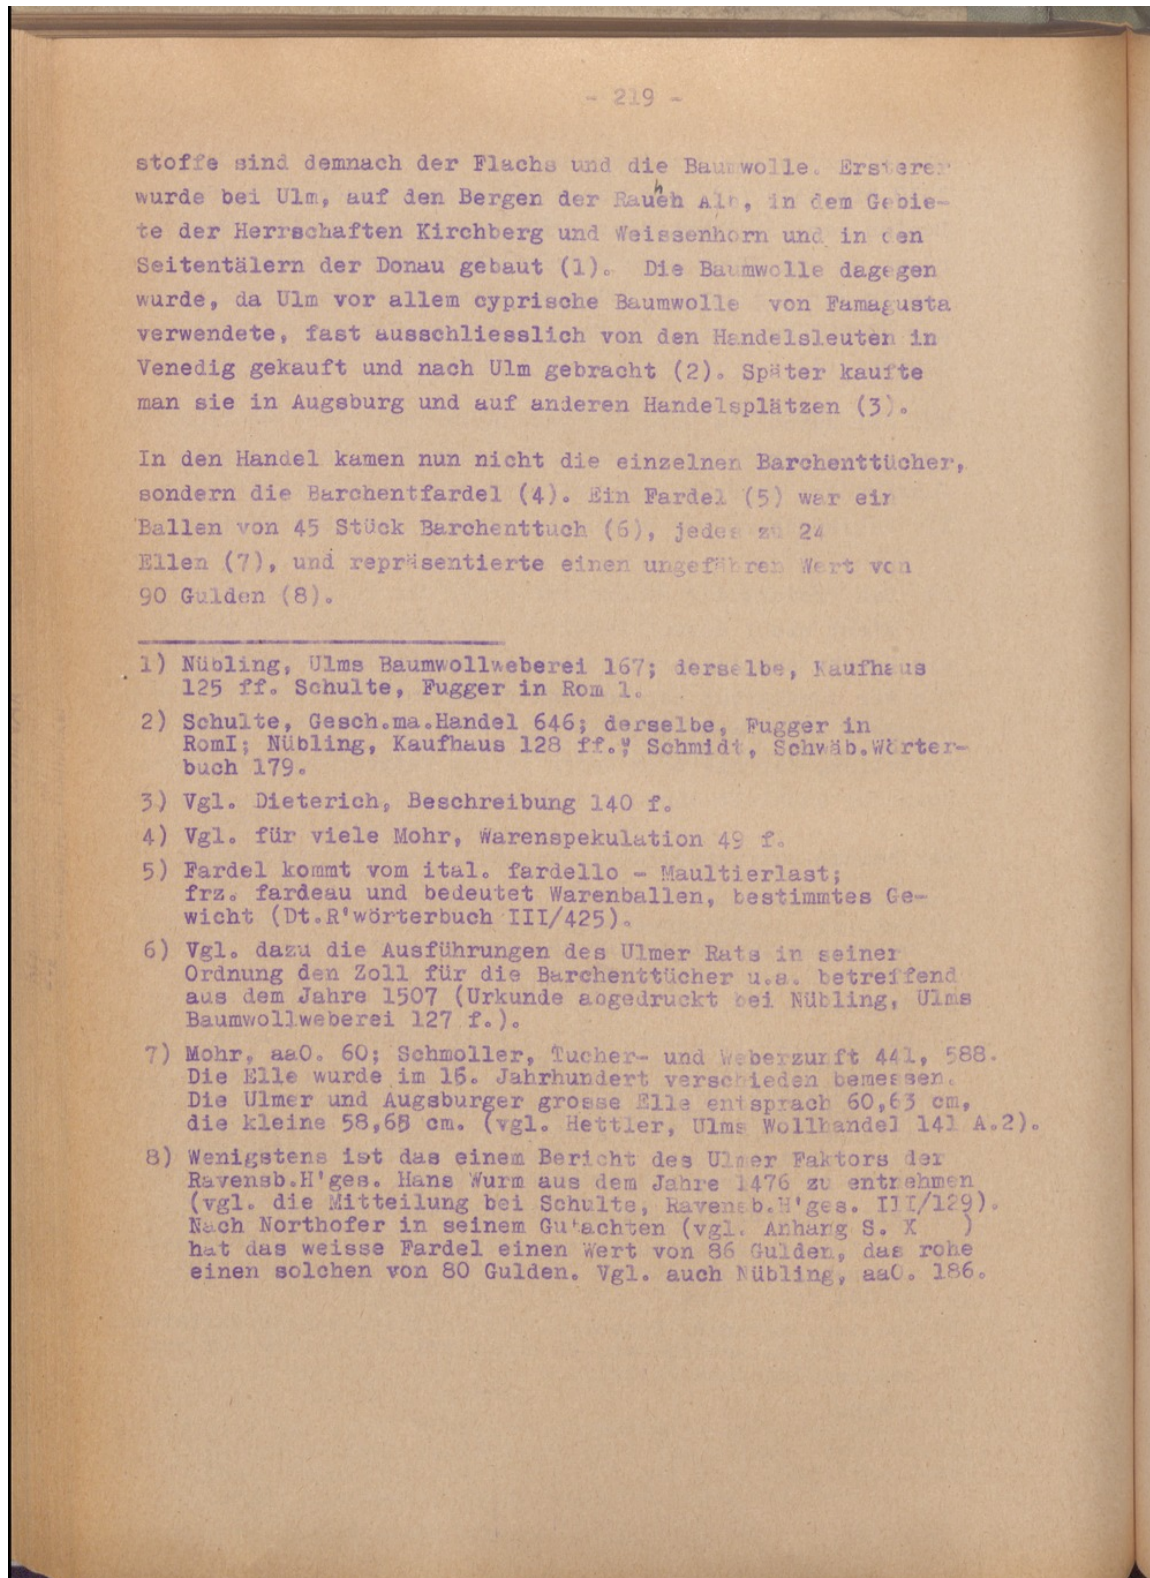 - 219 -
stoffe sind demnach der Flachs und die Baumwolle. Ersterer
wurde bei Ulm, auf den Bergen der Rauhen Alb, in dem Gebie-
te der Herrschaften Kirchberg und Weissenhorn und in den
Seitentälern der Donau gebaut (1). Die Baumwolle dagegen
wurde, da Ulm vor allem cyprische Baumwolle von Famagusta
verwendete, fast ausschliesslich von den Handelsleuten in
Venedig gekauft und nach Ulm gebracht (2). Später kaufte
man sie in Augsburg und auf anderen Handelsplätzen (3).
In den Handel kamen nun nicht die einzelnen Barchenttücher,
sondern die Barchentfardel (4). Ein Fardel (5) war ein
Ballen von 45 Stück Barchenttuch (6), jedes zu 24
Ellen (7), und repräsentierte einen ungefähren Wert von
90 Gulden (8).
1) Nübling, Ulms Baumwollweberei 167; derselbe, Kaufhaus
125 ff. Schulte, Fugger in Rom 1.
2) Schulte, Gesch.ma.Handel 646; derselbe, Fugger in
RomI; Nübling, Kaufhaus 128 ff.; Schmidt, Schwäb.Wörter-
buch 179.
3) Vgl. Dieterich, Beschreibung 140 f.
4) Vgl. für viele Mohr, Warenspekulation 49 f.
5) Fardel kommt vom ital. fardello - Maultierlast;
frz. fardeau und bedeutet Warenballen, bestimmtes Ge-
wicht (Dt.R'wörterbuch III/425).
6) Vgl. dazu die Ausführungen des Ulmer Rats in seiner
Ordnung den Zoll für die Barchenttücher u.a. betreffend
aus dem Jahre 1507 (Urkunde abgedruckt bei Nübling, Ulms
Baumwollweberei 127 f.).
7) Mohr, aaO. 60; Schmoller, Tucher- und Weberzunft 441, 588.
Die Elle wurde im 16. Jahrhundert verschieden bemessen.
Die Ulmer und Augsburger grosse Elle entsprach 60,63 cm,
die kleine 58,65 cm. (vgl. Hettler, Ulms Wollhandel 141 A.2).
8) Wenigstens ist das einem Bericht des Ulmer Faktors der
Ravensb.H'ges. Hans Wurm aus dem Jahre 1476 zu entnehmen
(vgl. die Mitteilung bei Schulte, Ravensb.H'ges. III/129).
Nach Northofer in seinem Gutachten (vgl. Anhang S. X )
hat das weisse Fardel einen Wert von 86 Gulden, das rohe
einen solchen von 80 Gulden. Vgl. auch Nübling, aaO. 186.